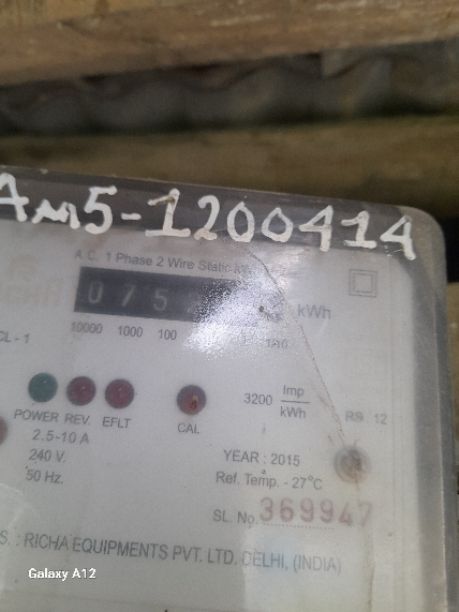 AM5-1200414
A.C. 1 Phase 2 Wire Static
075
kWh
10000 1000 100 1/10
CL - 1
3200 Imp
kWh
POWER REV. EFLT CAL
RS 12
2.5-10 A
240 V.
50 Hz.
YEAR : 2015
Ref. Temp. - 27°C
SL. No. 369947
S. : RICHA EQUIPMENTS PVT. LTD. DELHI, (INDIA)
Galaxy A12